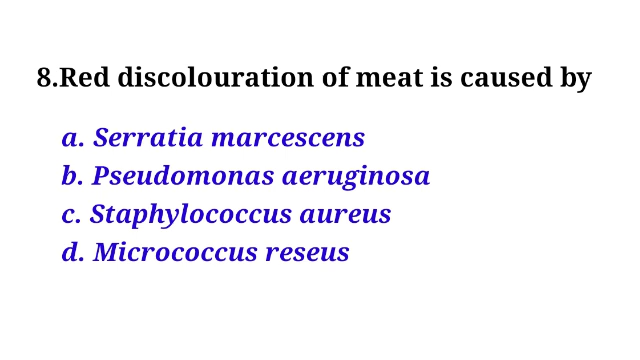 8.Red discolouration of meat is caused by
a. Serratia marcescens
b. Pseudomonas aeruginosa
c. Staphylococcus aureus
d. Micrococcus reseus